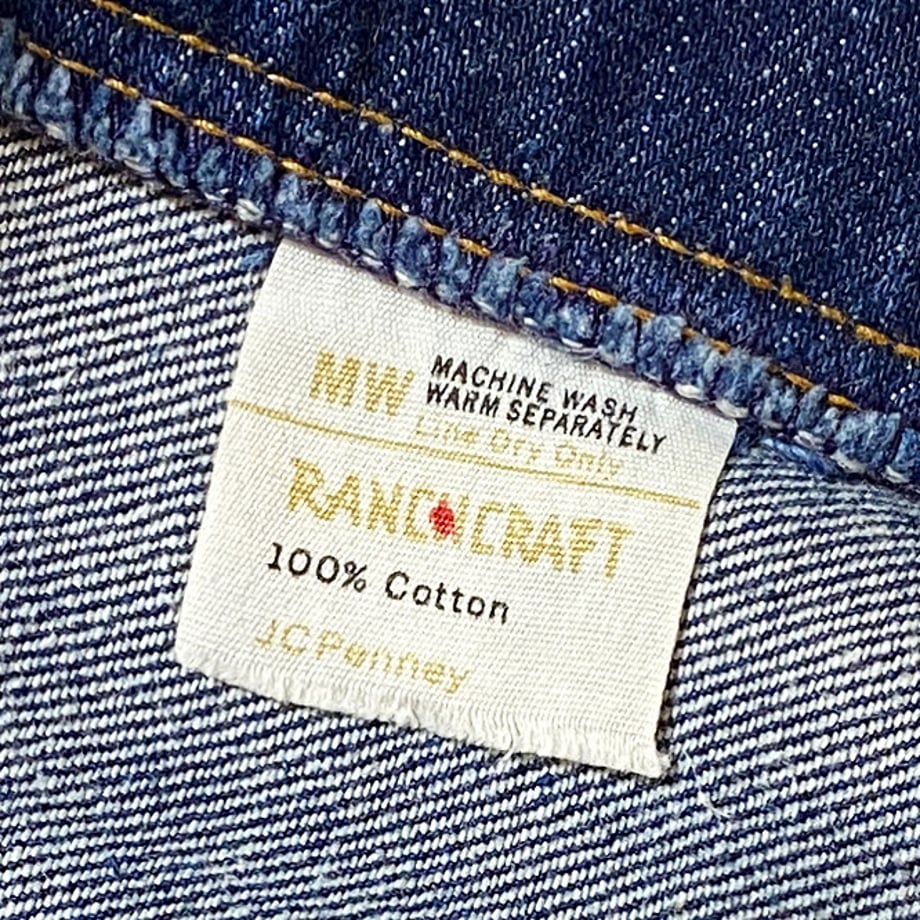 MW MACHINE WASH
WARM SEPARATELY
Line Dry Only
RANCHCRAFT
100% Cotton
JCPenney